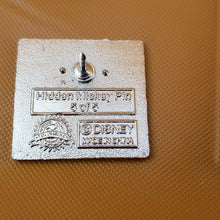 Hidden Mickey Pin
5 of 5
© DISNEY
MADE IN CHINA